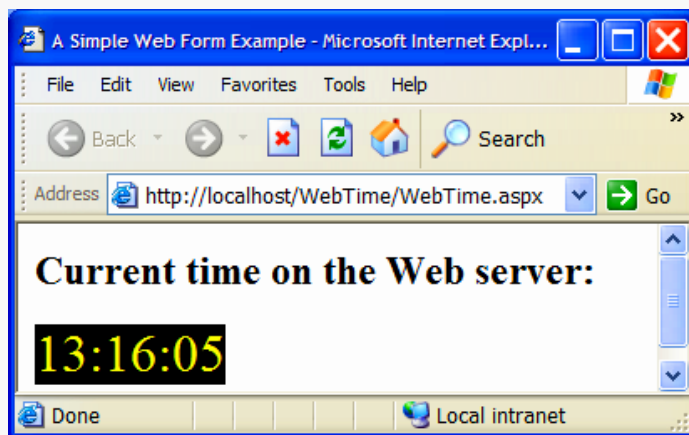 A Simple Web Form Example - Microsoft Internet Expl...
File Edit View Favorites Tools Help
Back Search »
Address http://localhost/WebTime/WebTime.aspx Go
Current time on the Web server:
13:16:05
Done Local intranet